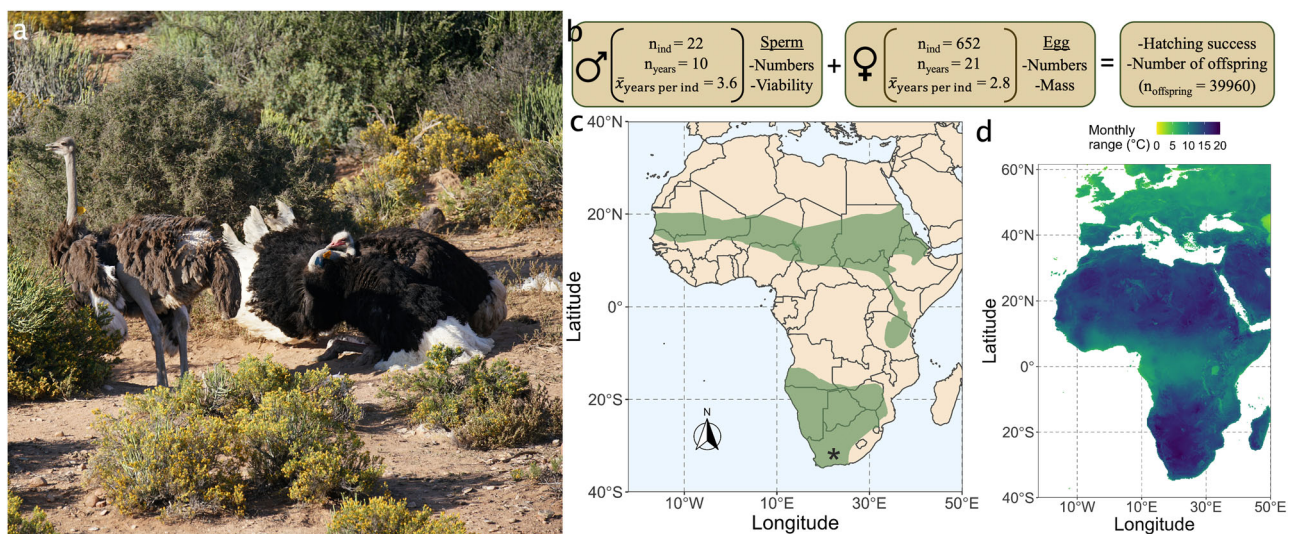 a
b
n_ind = 22
n_years = 10
x̄_years per ind = 3.6
Sperm
-Numbers
-Viability
+
n_ind = 652
n_years = 21
x̄_years per ind = 2.8
Egg
-Numbers
-Mass
=
-Hatching success
-Number of offspring
(n_offspring = 39960)
c
40°N
20°N
0°
20°S
40°S
Latitude
10°W
10°E
30°E
50°E
Longitude
N
*
d
Monthly
range (°C)
0 5 10 15 20
60°N
40°N
20°N
0°
20°S
40°S
Latitude
10°W
10°E
30°E
50°E
Longitude